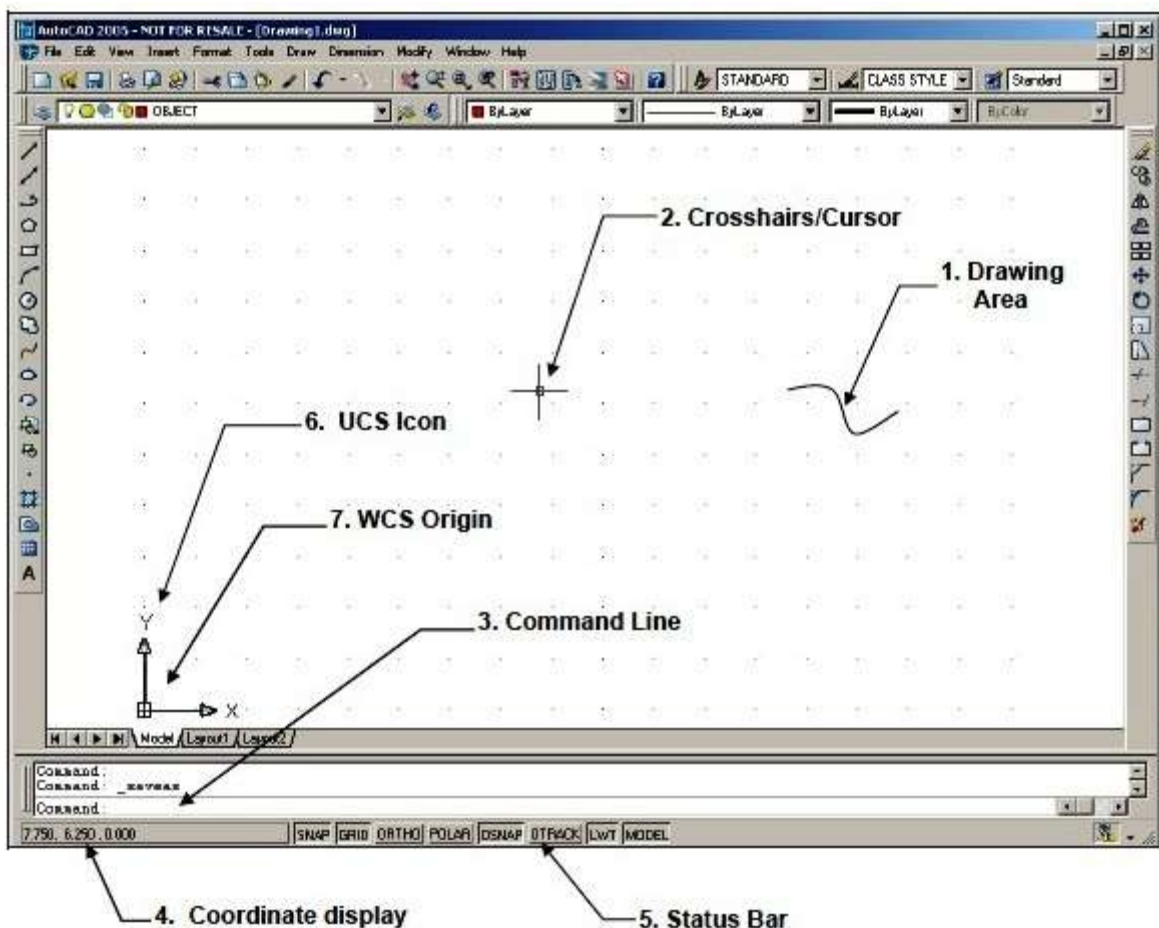 AutoCAD 2005 - NOT FOR RESALE - [Drawing1.dwg]
File Edit View Insert Format Tools Draw Dimension Modify Window Help
STANDARD CLASS STYLE Standard
OBJECT ByLayer ByLayer ByLayer ByColor
2. Crosshairs/Cursor
1. Drawing
Area
6. UCS Icon
7. WCS Origin
A
Y
3. Command Line
X
Model Layout1 Layout2
Command:
Command:
Command:
7.750, 6.250, 0.000 SNAP GRID ORTHO POLAR OSNAP OTRACK LWT MODEL
4. Coordinate display
5. Status Bar